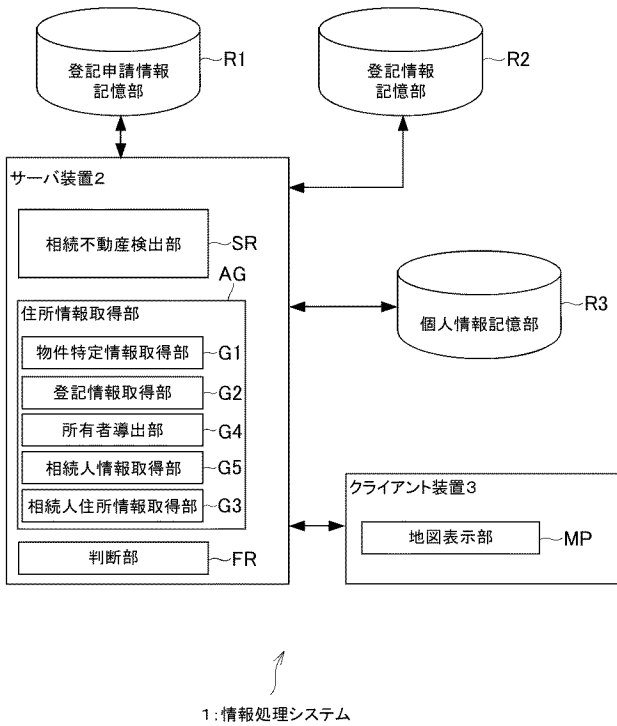 登記申請情報
記憶部
R1
登記情報
記憶部
R2
サーバ装置2
相続不動産検出部
SR
AG
住所情報取得部
物件特定情報取得部
G1
登記情報取得部
G2
所有者導出部
G4
相続人情報取得部
G5
相続人住所情報取得部
G3
判断部
FR
個人情報記憶部
R3
クライアント装置3
地図表示部
MP
1:情報処理システム